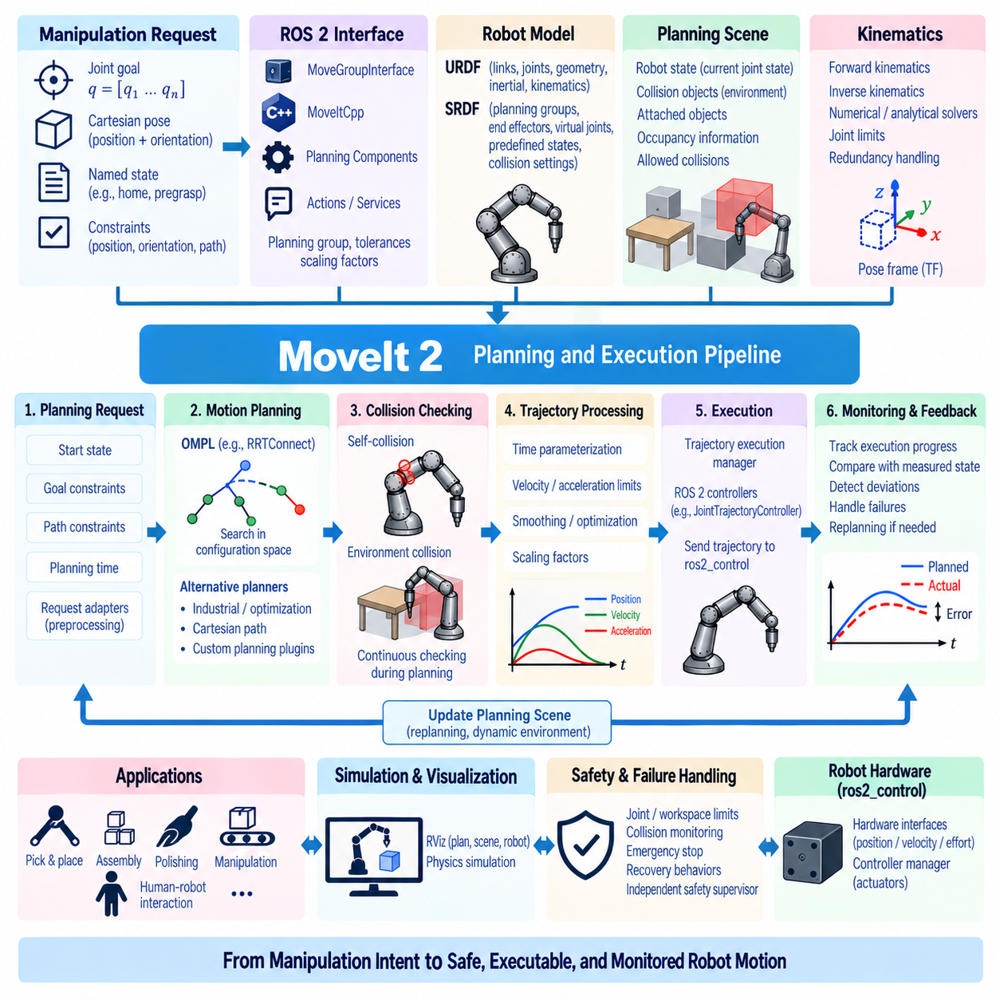 Manipulation Request
Joint goal
q = [q₁ … qₙ]
Cartesian pose
(position + orientation)
Named state
(e.g., home, pregrasp)
Constraints
(position, orientation, path)
ROS 2 Interface
MoveGroupInterface
C++
MoveItCpp
Planning Components
Actions / Services
Planning group, tolerances
scaling factors
Robot Model
URDF (links, joints, geometry,
inertial, kinematics)
SRDF (planning groups,
end effectors, virtual joints,
predefined states,
collision settings)
Planning Scene
Robot state (current joint state)
Collision objects (environment)
Attached objects
Occupancy information
Allowed collisions
Kinematics
Forward kinematics
Inverse kinematics
Numerical / analytical solvers
Joint limits
Redundancy handling
z
y
x
Pose frame (TF)
MoveIt 2 Planning and Execution Pipeline
1. Planning Request
Start state
Goal constraints
Path constraints
Planning time
Request adapters
(preprocessing)
2. Motion Planning
OMPL (e.g., RRTConnect)
Search in
configuration space
Alternative planners
• Industrial / optimization
• Cartesian path
• Custom planning plugins
3. Collision Checking
Self-collision
Environment collision
Continuous checking
during planning
4. Trajectory Processing
Time parameterization
Velocity / acceleration limits
Smoothing / optimization
Scaling factors
Position
Velocity
Acceleration
t
5. Execution
Trajectory execution
manager
ROS 2 controllers
(e., JointTrajectoryController)
Send trajectory to
ros2_control
6. Monitoring & Feedback
Track execution progress
Compare with measured state
Detect deviations
Handle failures
Replanning if needed
Planned
Actual
Error
t
Update Planning Scene
(replanning, dynamic environment)
Applications
Pick & place
Assembly
Polishing
Manipulation
Human-robot
interaction
...
Simulation & Visualization
RViz (plan, scene, robot)
Physics simulation
Safety & Failure Handling
Joint / workspace limits
Collision monitoring
Emergency stop
Recovery behaviors
Independent safety supervisor
Robot Hardware
(ros2_control)
Hardware interfaces
(position / velocity / effort)
Controller manager
(actuators)
From Manipulation Intent to Safe, Executable, and Monitored Robot Motion